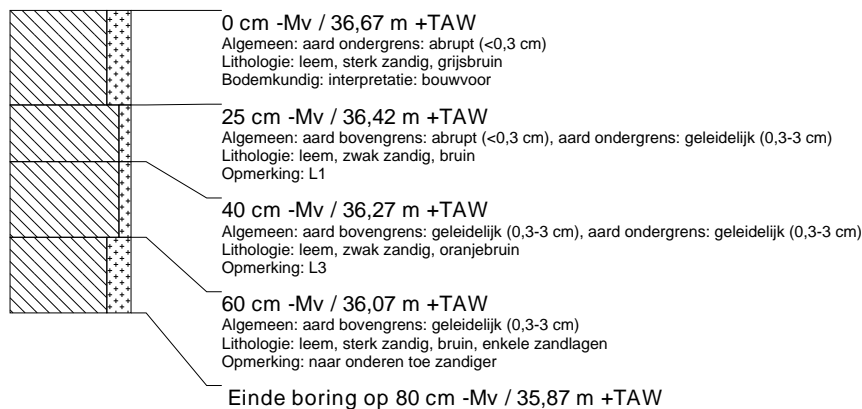 0 cm -Mv / 36,67 m +TAW
Algemeen: aard ondergrens: abrupt (<0,3 cm)
Lithologie: leem, sterk zandig, grijsbruin
Bodemkundig: interpretatie: bouwvoor
25 cm -Mv / 36,42 m +TAW
Algemeen: aard bovengrens: abrupt (<0,3 cm), aard ondergrens: geleidelijk (0,3-3 cm)
Lithologie: leem, zwak zandig, bruin
Opmerking: L1
40 cm -Mv / 36,27 m +TAW
Algemeen: aard bovengrens: geleidelijk (0,3-3 cm), aard ondergrens: geleidelijk (0,3-3 cm)
Lithologie: leem, zwak zandig, oranjebruin
Opmerking: L3
60 cm -Mv / 36,07 m +TAW
Algemeen: aard bovengrens: geleidelijk (0,3-3 cm)
Lithologie: leem, sterk zandig, bruin, enkele zandlagen
Opmerking: naar onderen toe zandiger
Einde boring op 80 cm -Mv / 35,87 m +TAW